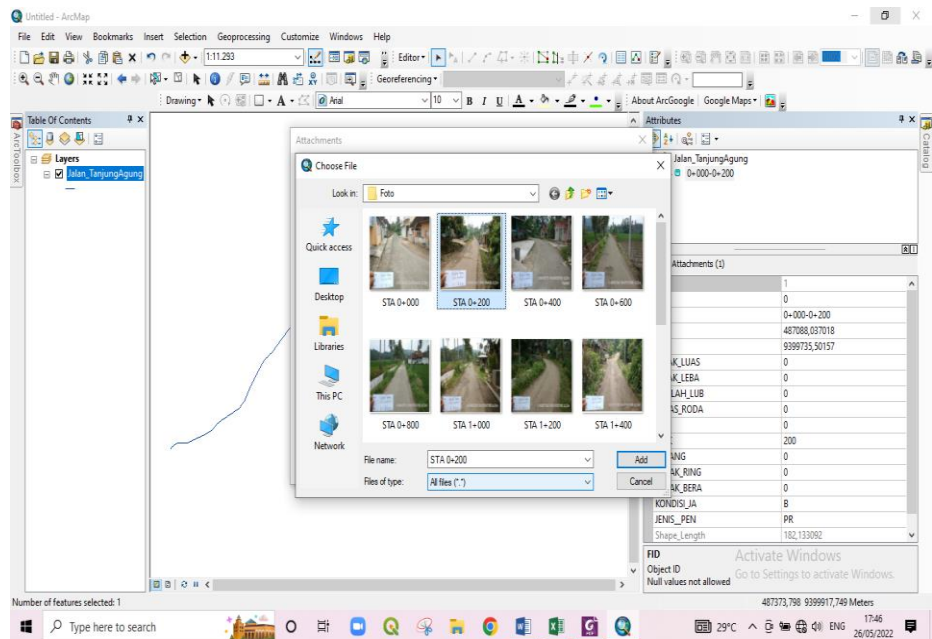 Untitled - ArcMap
File Edit View Bookmarks Insert Selection Geoprocessing Customize Windows Help
1:11.293
Editor
Georeferencing
Drawing
Arial
10
B I U A
About ArcGoogle
Google Maps
Table Of Contents
Layers
Jalan_TanjungAgung
ArcToolbox
Attachments
Choose File
Look in:
Foto
Quick access
Desktop
Libraries
This PC
Network
STA 0+000
STA 0+200
STA 0+400
STA 0+600
STA 0+800
STA 1+000
STA 1+200
STA 1+400
File name:
STA 0+200
Add
Files of type:
All files (*.*)
Cancel
Attributes
Catalog
Jalan_TanjungAgung
0+000-0+200
Attachments (1)
1
0
0+000-0+200
487088,037018
9399735,50157
AK_LUAS 0
AK_LEBA 0
LAH_LUB 0
AS_RODA 0
0
200
ANG 0
AK_RING 0
AK_BERA 0
KONDISI_JA B
JENIS_PEN PR
Shape_Length 182,133092
FID
Object ID
Null values not allowed
Activate Windows
Go to Settings to activate Windows.
Number of features selected: 1
487373,798 9399917,749 Meters
Type here to search
29°C
ENG
17:46
26/05/2022